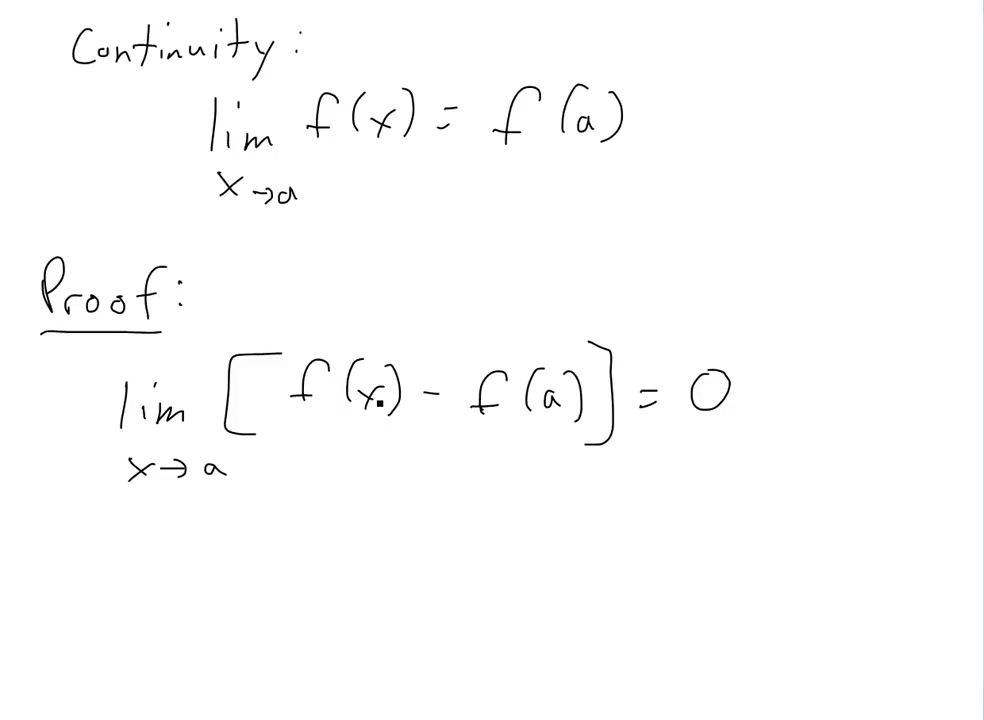 Continuity:
lim f(x) = f(a)
x→a
Proof:
lim [ f(x) - f(a) ] = 0
x→a